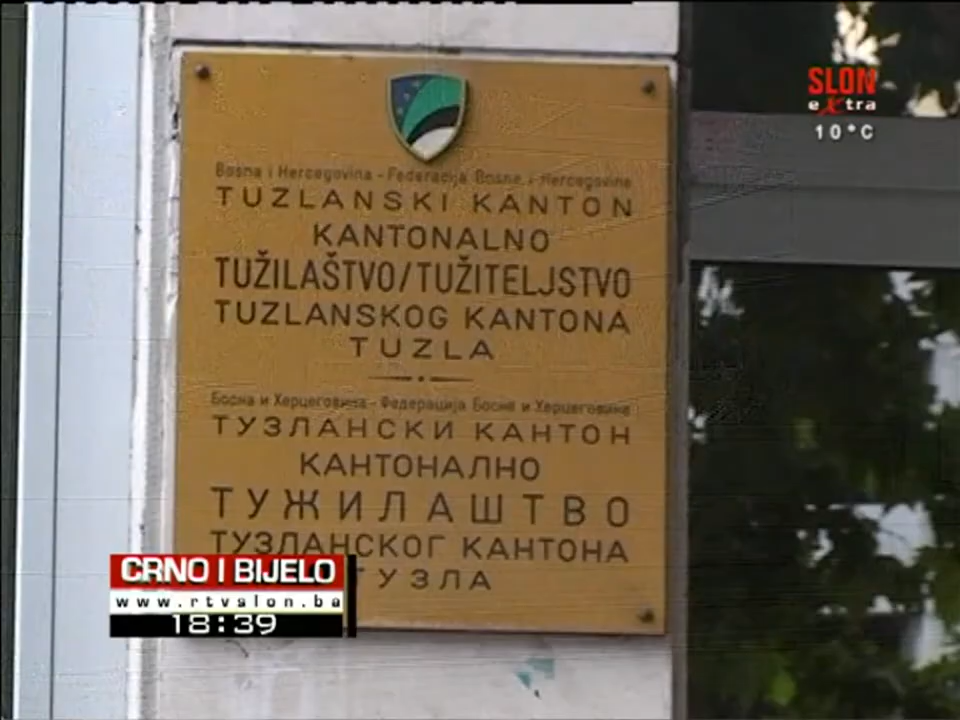 SLON
extra
10°C
Bosna i Hercegovina - Federacija Bosne i Hercegovine
TUZLANSKI KANTON
KANTONALNO
TUŽILAŠTVO/TUŽITELJSTVO
TUZLANSKOG KANTONA
TUZLA
Босна и Херцеговина - Федерација Босне и Херцеговине
ТУЗЛАНСКИ КАНТОН
КАНТОНАЛНО
ТУЖИЛАШТВО
ТУЗЛАНСКОГ КАНТОНА
ТУЗЛА
CRNO I BIJELO
www.rtvslon.ba
18:39